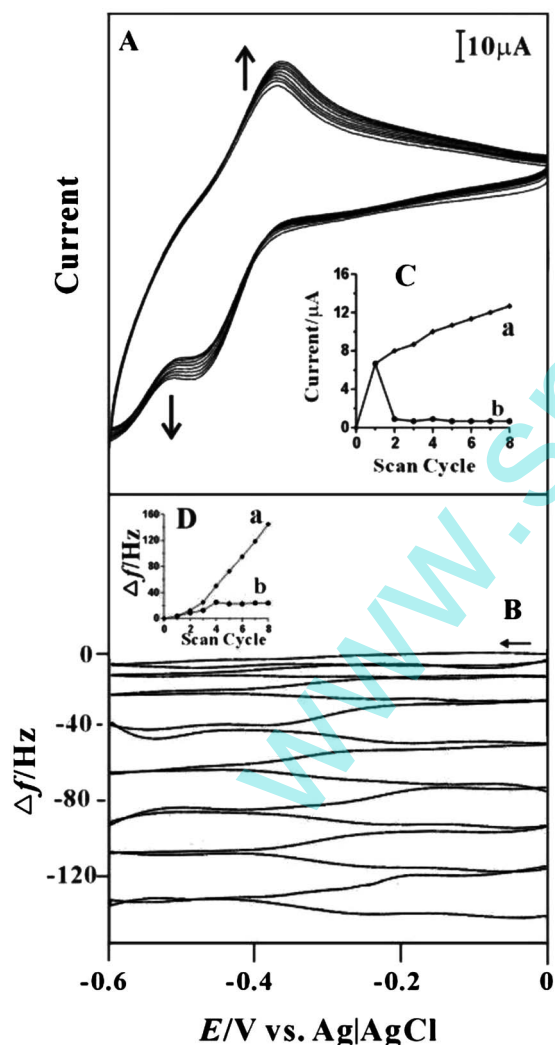 A
10μA
Current
C
16
12
8
4
0
Current/μA
a
b
0 2 4 6 8
Scan Cycle
D
160
120
80
40
0
Δf/Hz
a
b
0 2 4 6 8
Scan Cycle
B
0
-40
-80
-120
Δf/Hz
-0.6 -0.4 -0.2 0
E/V vs. Ag|AgCl
www.s